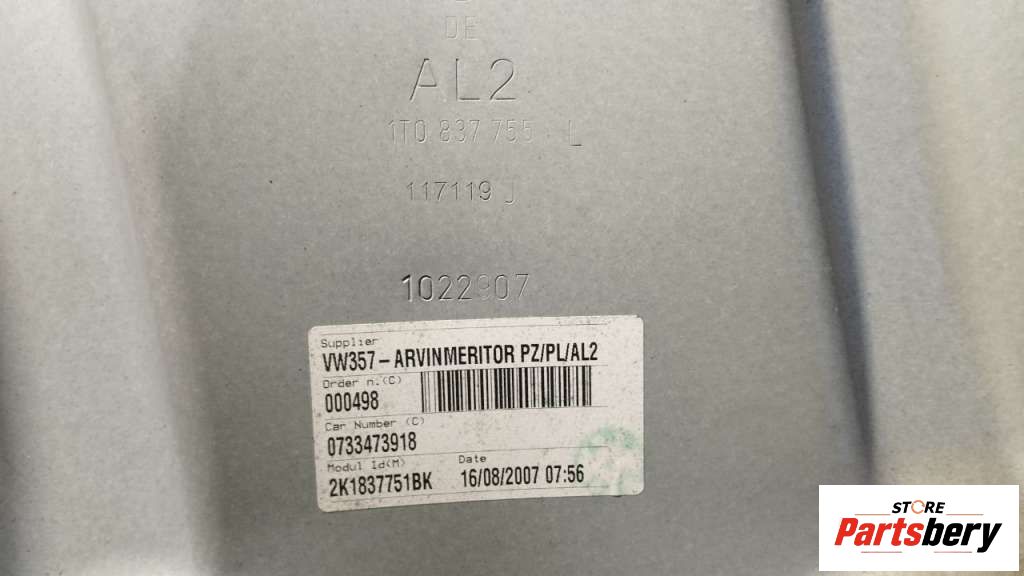 DE
AL2
1T0 837 755 L
117119 J
1022907
Supplier
VW357-ARVINMERITOR PZ/PL/AL2
Order n.(C)
000498
Car Number (C)
0733473918
Modul Id(M) Date
2K1837751BK 16/08/2007 07:56
STORE
Partsbery